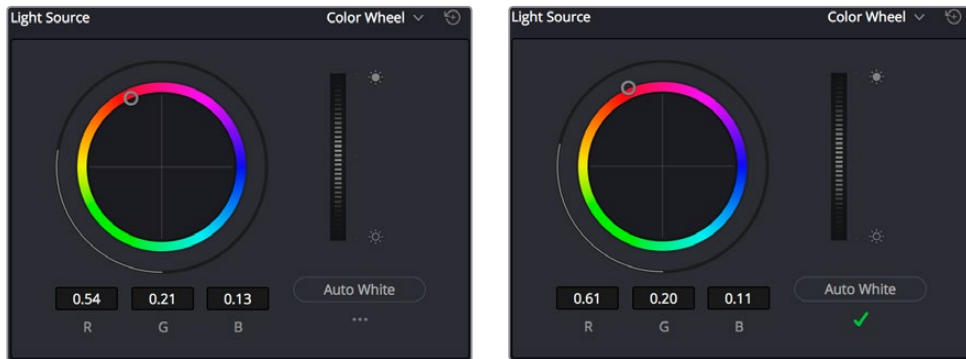 Light Source Color Wheel
0.54 0.21 0.13
Auto White
R G B
Light Source Color Wheel
0.61 0.20 0.11
Auto White
R G B